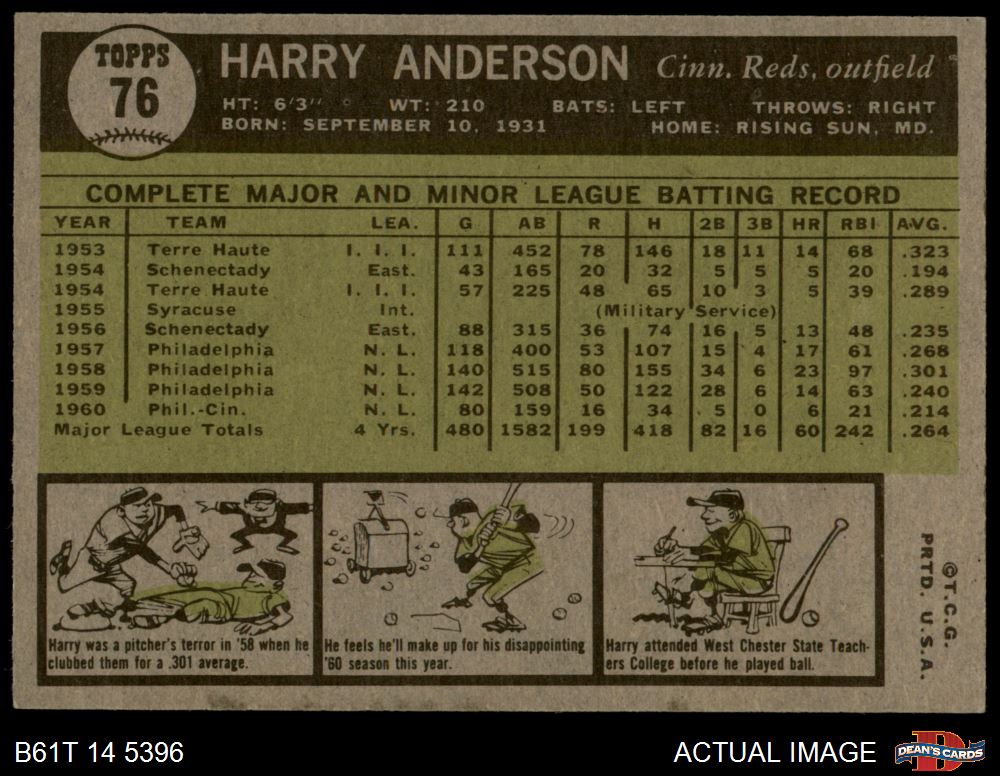 TOPPS
76
HARRY ANDERSON Cinn. Reds, outfield
HT: 6'3" WT: 210 BATS: LEFT THROWS: RIGHT
BORN: SEPTEMBER 10, 1931 HOME: RISING SUN, MD.
COMPLETE MAJOR AND MINOR LEAGUE BATTING RECORD
YEAR TEAM LEA. G AB R H 2B 3B HR RBI AVG.
1953 Terre Haute I. I. I. 111 452 78 146 18 11 14 68 .323
1954 Schenectady East. 43 165 20 32 5 5 5 20 .194
1954 Terre Haute I. I. I. 57 225 48 65 10 3 5 39 .289
1955 Syracuse Int. (Military Service)
1956 Schenectady East. 88 315 36 74 16 5 13 48 .235
1957 Philadelphia N. L. 118 400 53 107 15 4 17 61 .268
1958 Philadelphia N. L. 140 515 80 155 34 6 23 97 .301
1959 Philadelphia N. L. 142 508 50 122 28 6 14 63 .240
1960 Phil.-Cin. N. L. 80 159 16 34 5 0 6 21 .214
Major League Totals 4 Yrs. 480 1582 199 418 82 16 60 242 .264
Harry was a pitcher's terror in '58 when he
clubbed them for a .301 average.
He feels he'll make up for his disappointing
'60 season this year.
Harry attended West Chester State Teach-
ers College before he played ball.
©T.C.G.
PRTD. U.S.A.
B61T 14 5396
ACTUAL IMAGE
DEAN'S CARDS